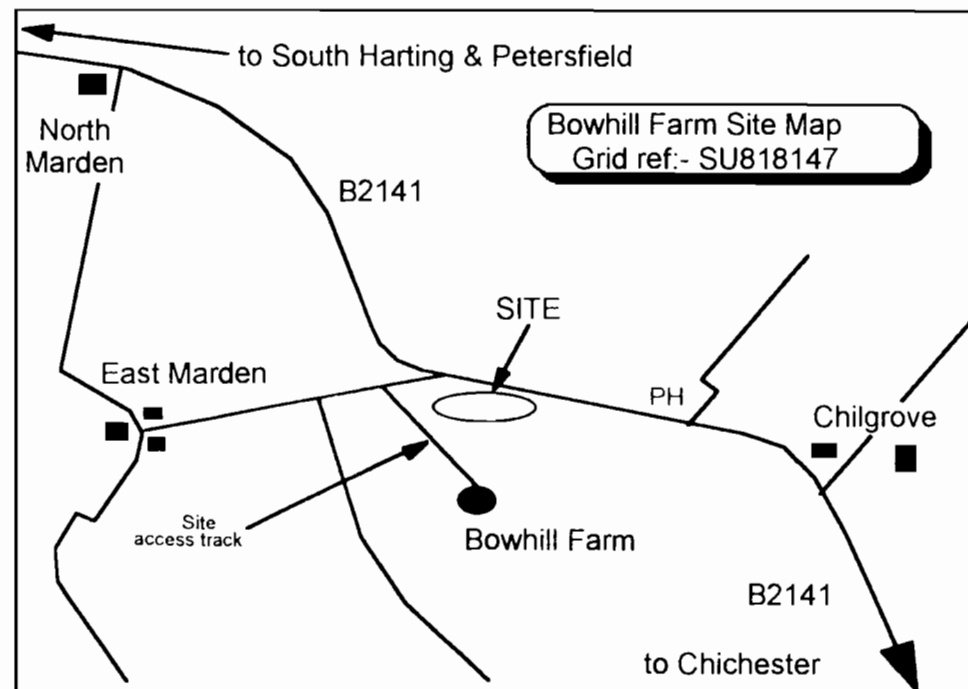 to South Harting & Petersfield
North
Marden
Bowhill Farm Site Map
Grid ref:- SU818147
B2141
SITE
East Marden
PH
Chilgrove
Site
access track
Bowhill Farm
B2141
to Chichester